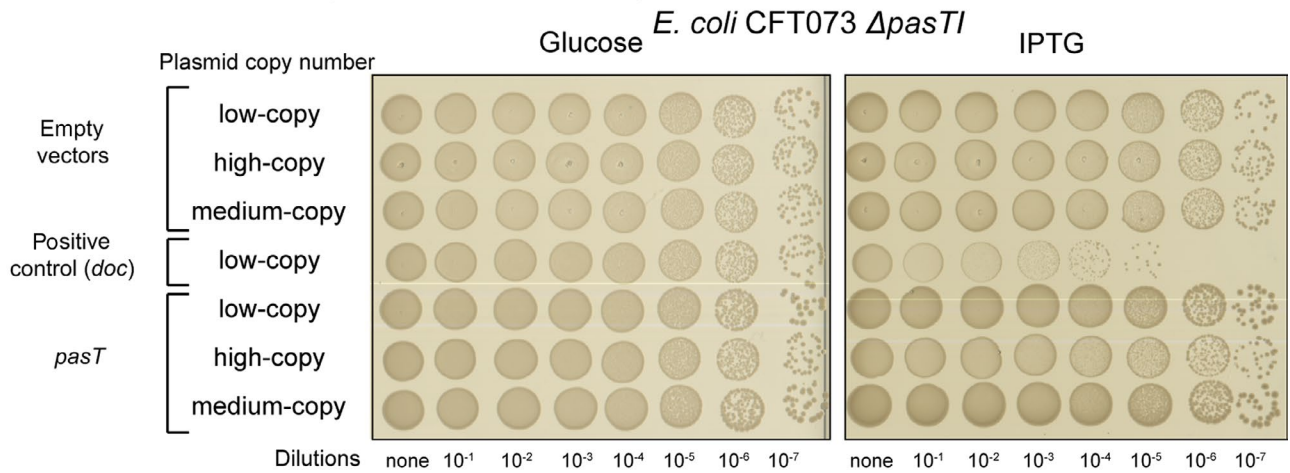 E. coli CFT073 ΔpasTI
Glucose
IPTG
Plasmid copy number
Empty
vectors
low-copy
high-copy
medium-copy
Positive
control (doc)
low-copy
pasT
low-copy
high-copy
medium-copy
Dilutions none 10⁻¹ 10⁻² 10⁻³ 10⁻⁴ 10⁻⁵ 10⁻⁶ 10⁻⁷ none 10⁻¹ 10⁻² 10⁻³ 10⁻⁴ 10⁻⁵ 10⁻⁶ 10⁻⁷